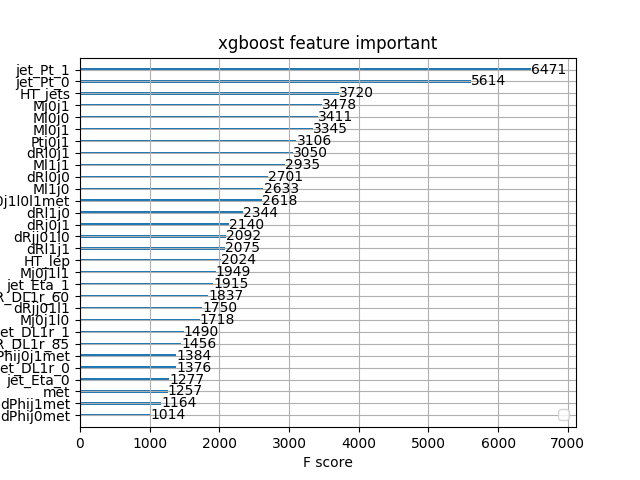 xgboost feature important
jet_Pt_1 6471
jet_Pt_0 5614
HT_jets 3720
Mj0j1 3478
Ml0j0 3411
Ml0j1 3345
Ptj0j1 3106
dRl0j1 3050
Ml1j1 2935
dRl0j0 2701
Ml1j0 2633
0j1l0l1met 2618
dRl1j0 2344
dRj0j1 2140
dRjj01l0 2092
dRl1j1 2075
HT_lep 2024
Mj0j1l1 1949
jet_Eta_1 1915
R_DL1r_60 1837
dRjj01l1 1750
Mj0j1l0 1718
et_DL1r_1 1490
R_DL1r_85 1456
Phij0j1met 1384
et_DL1r_0 1376
jet_Eta_0 1277
met 1257
dPhij1met 1164
dPhij0met 1014
0 1000 2000 3000 4000 5000 6000 7000
F score